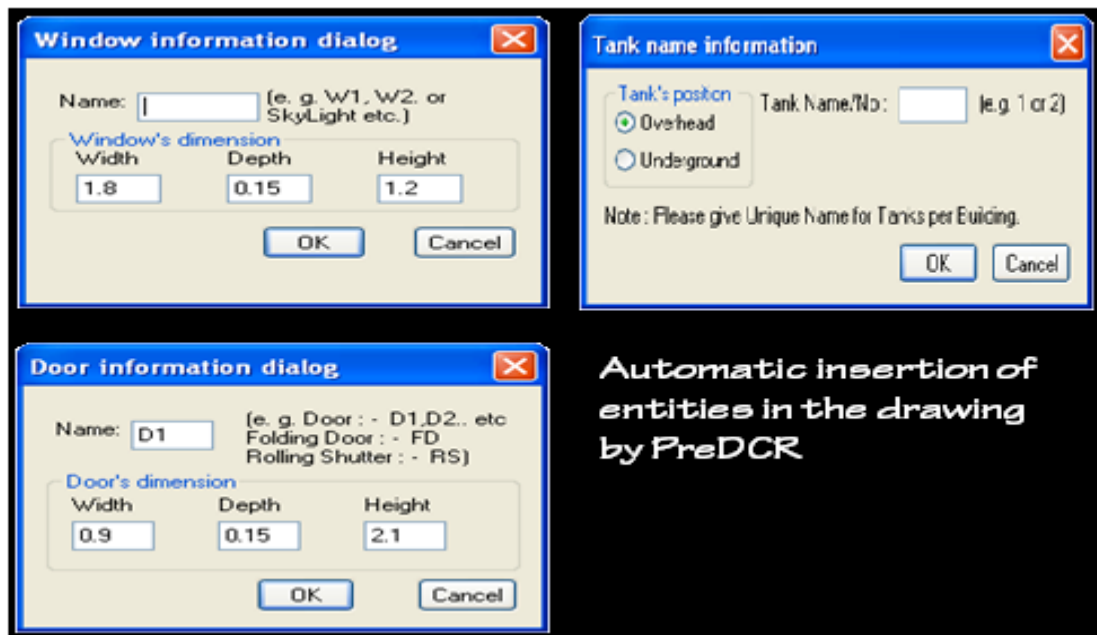 Window information dialog
Name:
(e. g. W1, W2. or
SkyLight etc.)
Window's dimension
Width Depth Height
1.8 0.15 1.2
OK Cancel
Tank name information
Tank's position
Overhead
Underground
Tank Name/No : (e.g. 1 or 2)
Note : Please give Unique Name for Tanks per Building.
OK Cancel
Door information dialog
Name: D1
(e. g. Door : - D1,D2.. etc
Folding Door : - FD
Rolling Shutter : - RS)
Door's dimension
Width Depth Height
0.9 0.15 2.1
OK Cancel
Automatic insertion of
entities in the drawing
by PreDCR